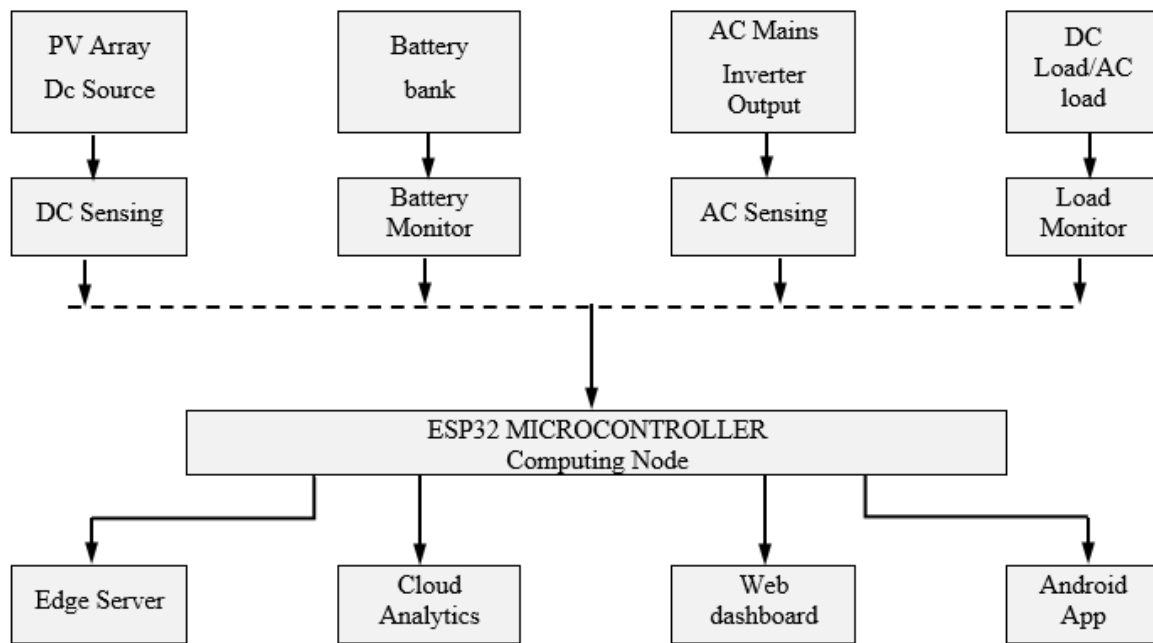 PV Array
Dc Source
Battery
bank
AC Mains
Inverter
Output
DC
Load/AC
load
DC Sensing
Battery
Monitor
AC Sensing
Load
Monitor
ESP32 MICROCONTROLLER
Computing Node
Edge Server
Cloud
Analytics
Web
dashboard
Android
App